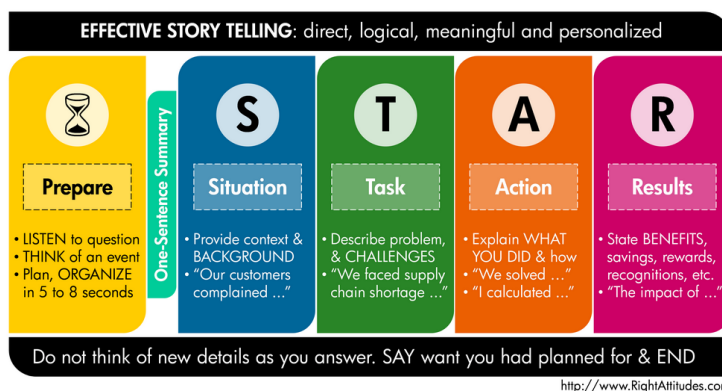 EFFECTIVE STORY TELLING: direct, logical, meaningful and personalized
Prepare
• LISTEN to question
• THINK of an event
• Plan, ORGANIZE
in 5 to 8 seconds
One-Sentence Summary
S
Situation
• Provide context &
BACKGROUND
• “Our customers
complained ...”
T
Task
• Describe problem,
& CHALLENGES
• “We faced supply
chain shortage ...”
A
Action
• Explain WHAT
YOU DID & how
• “We solved ...”
• “I calculated ...”
R
Results
• State BENEFITS,
savings, rewards,
recognitions, etc.
• “The impact of ...”
Do not think of new details as you answer. SAY want you had planned for & END
http://www.RightAttitudes.com